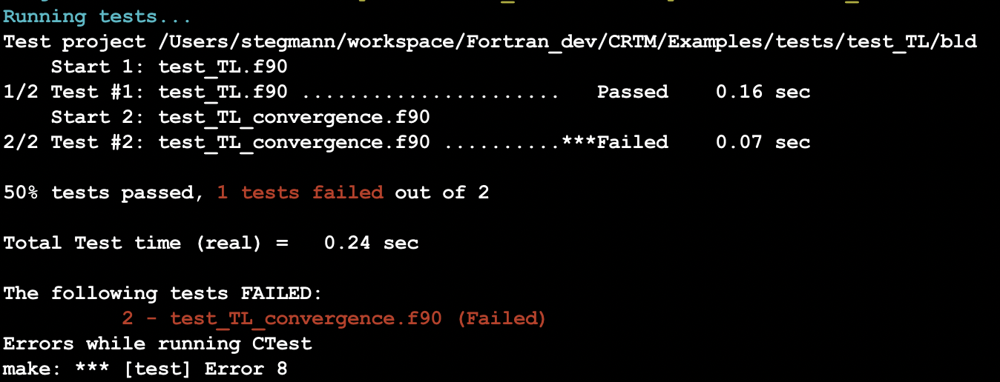 Running tests...
Test project /Users/stegmann/workspace/Fortran_dev/CRTM/Examples/tests/test_TL/bld
    Start 1: test_TL.f90
1/2 Test #1: test_TL.f90 ......................   Passed    0.16 sec
    Start 2: test_TL_convergence.f90
2/2 Test #2: test_TL_convergence.f90 ..........***Failed    0.07 sec

50% tests passed, 1 tests failed out of 2

Total Test time (real) =   0.24 sec

The following tests FAILED:
          2 - test_TL_convergence.f90 (Failed)
Errors while running CTest
make: *** [test] Error 8